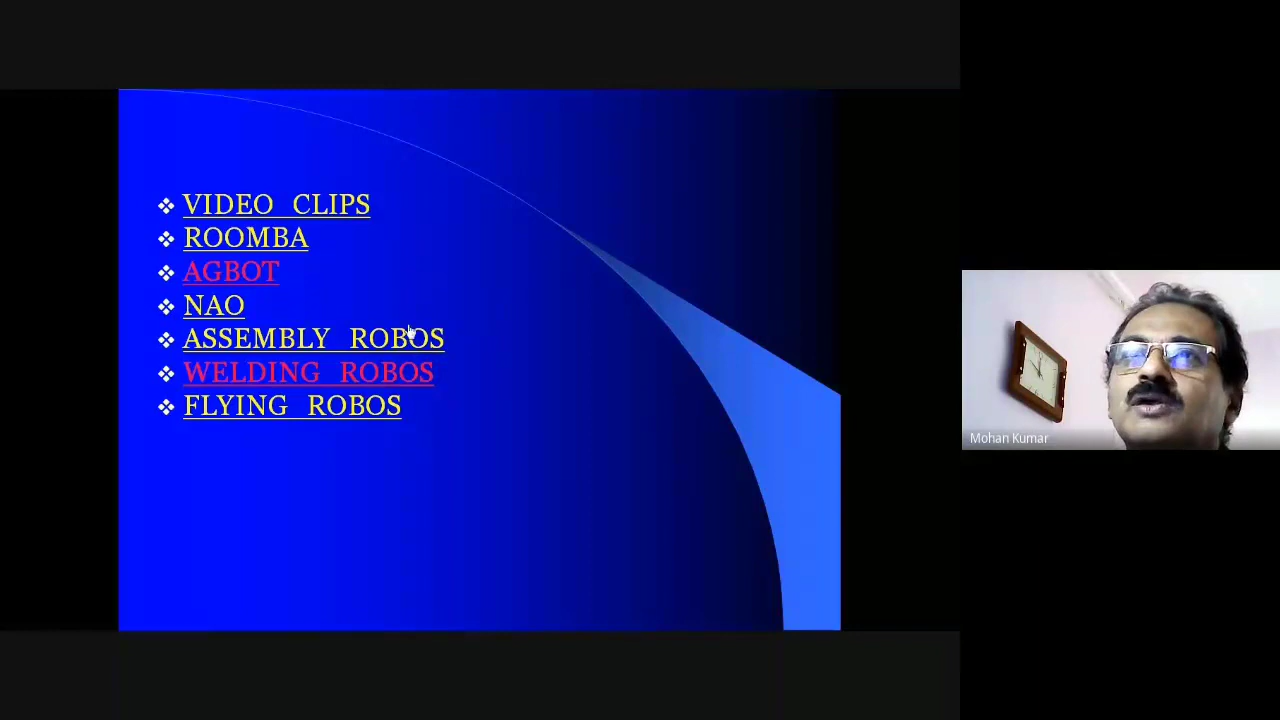 VIDEO CLIPS
ROOMBA
AGBOT
NAO
ASSEMBLY ROBOS
WELDING ROBOS
FLYING ROBOS
Mohan Kumar